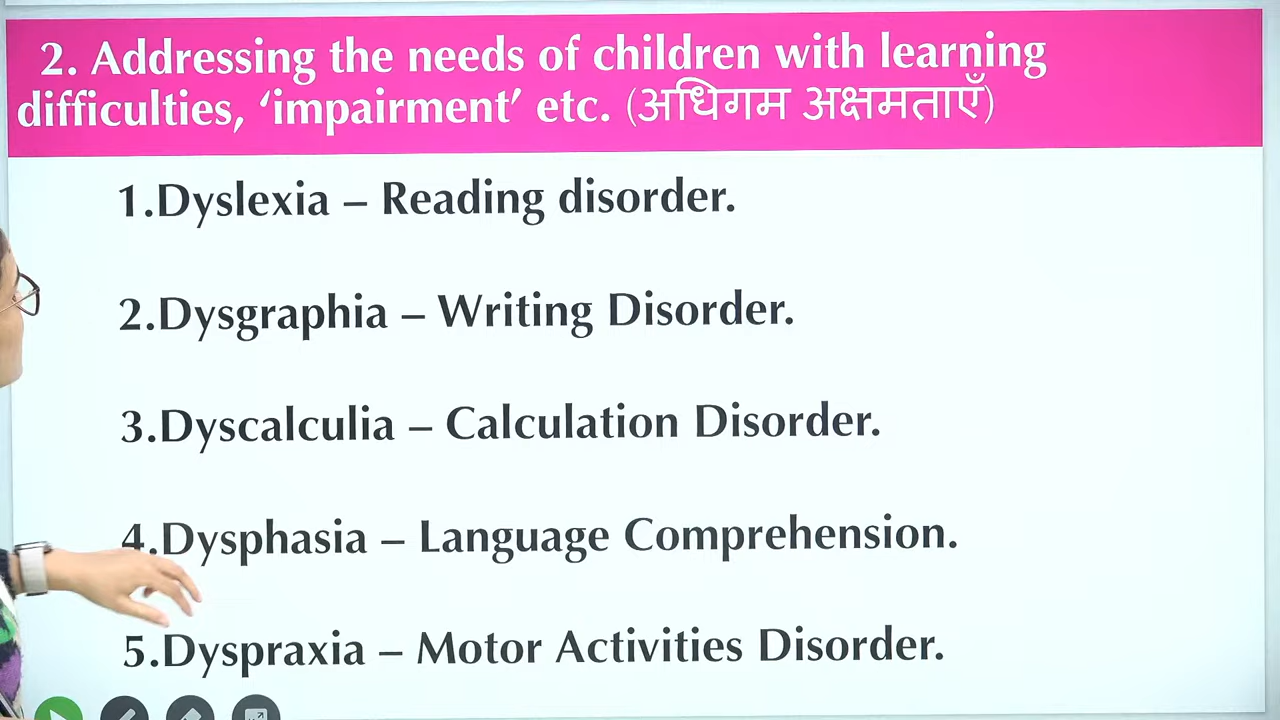 2. Addressing the needs of children with learning
difficulties, ‘impairment’ etc. (अधिगम अक्षमताएँ)
1.Dyslexia – Reading disorder.
2.Dysgraphia – Writing Disorder.
3.Dyscalculia – Calculation Disorder.
4.Dysphasia – Language Comprehension.
5.Dyspraxia – Motor Activities Disorder.